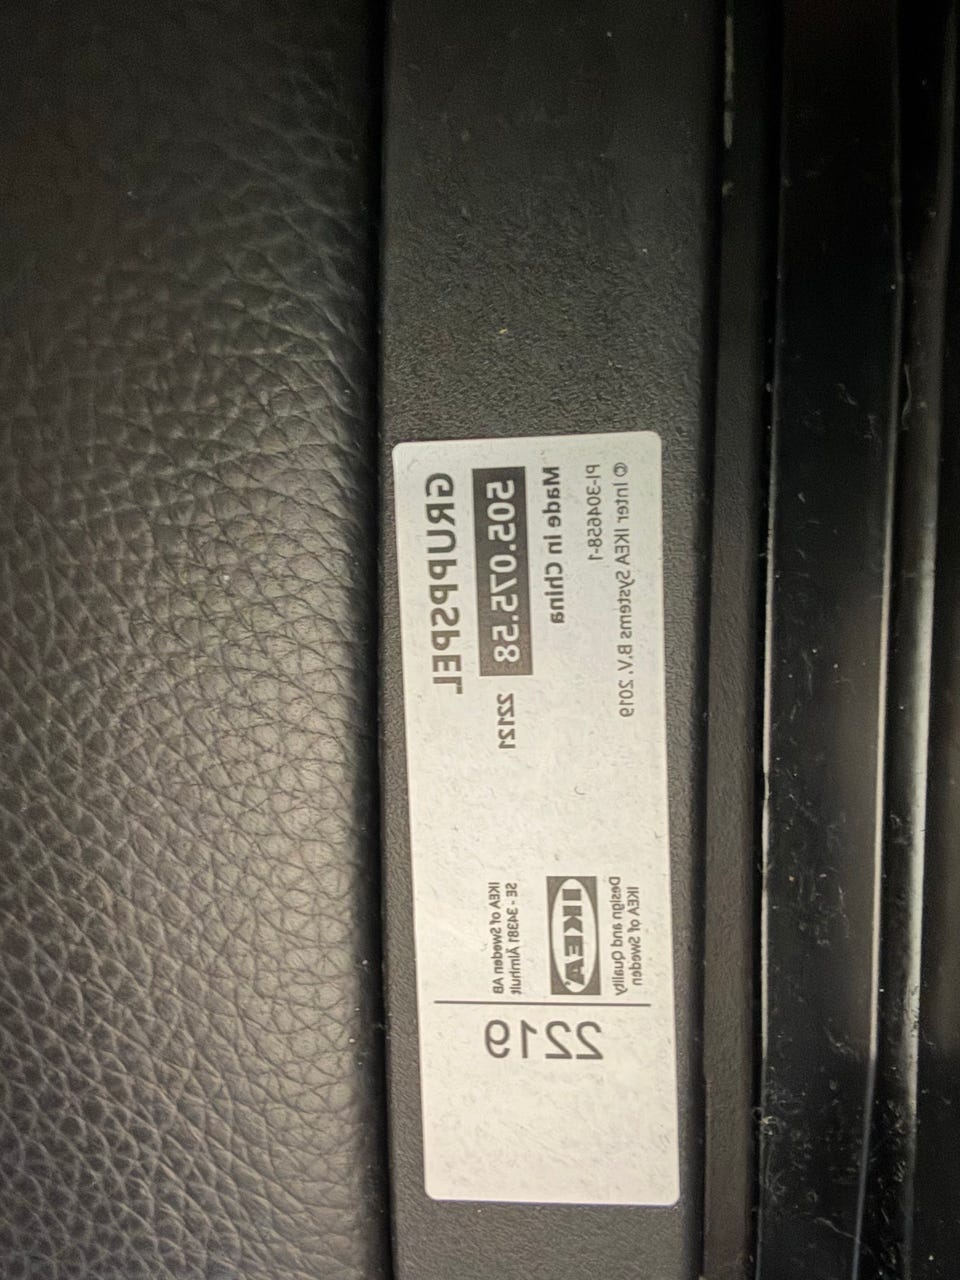 GRUPPSPEL
505.075.58 22121
Made in China
PI-304658-1
© Inter IKEA Systems B.V. 2019
IKEA of Sweden AB
SE - 34381 Älmhult
IKEA
Design and Quality
IKEA of Sweden
2219